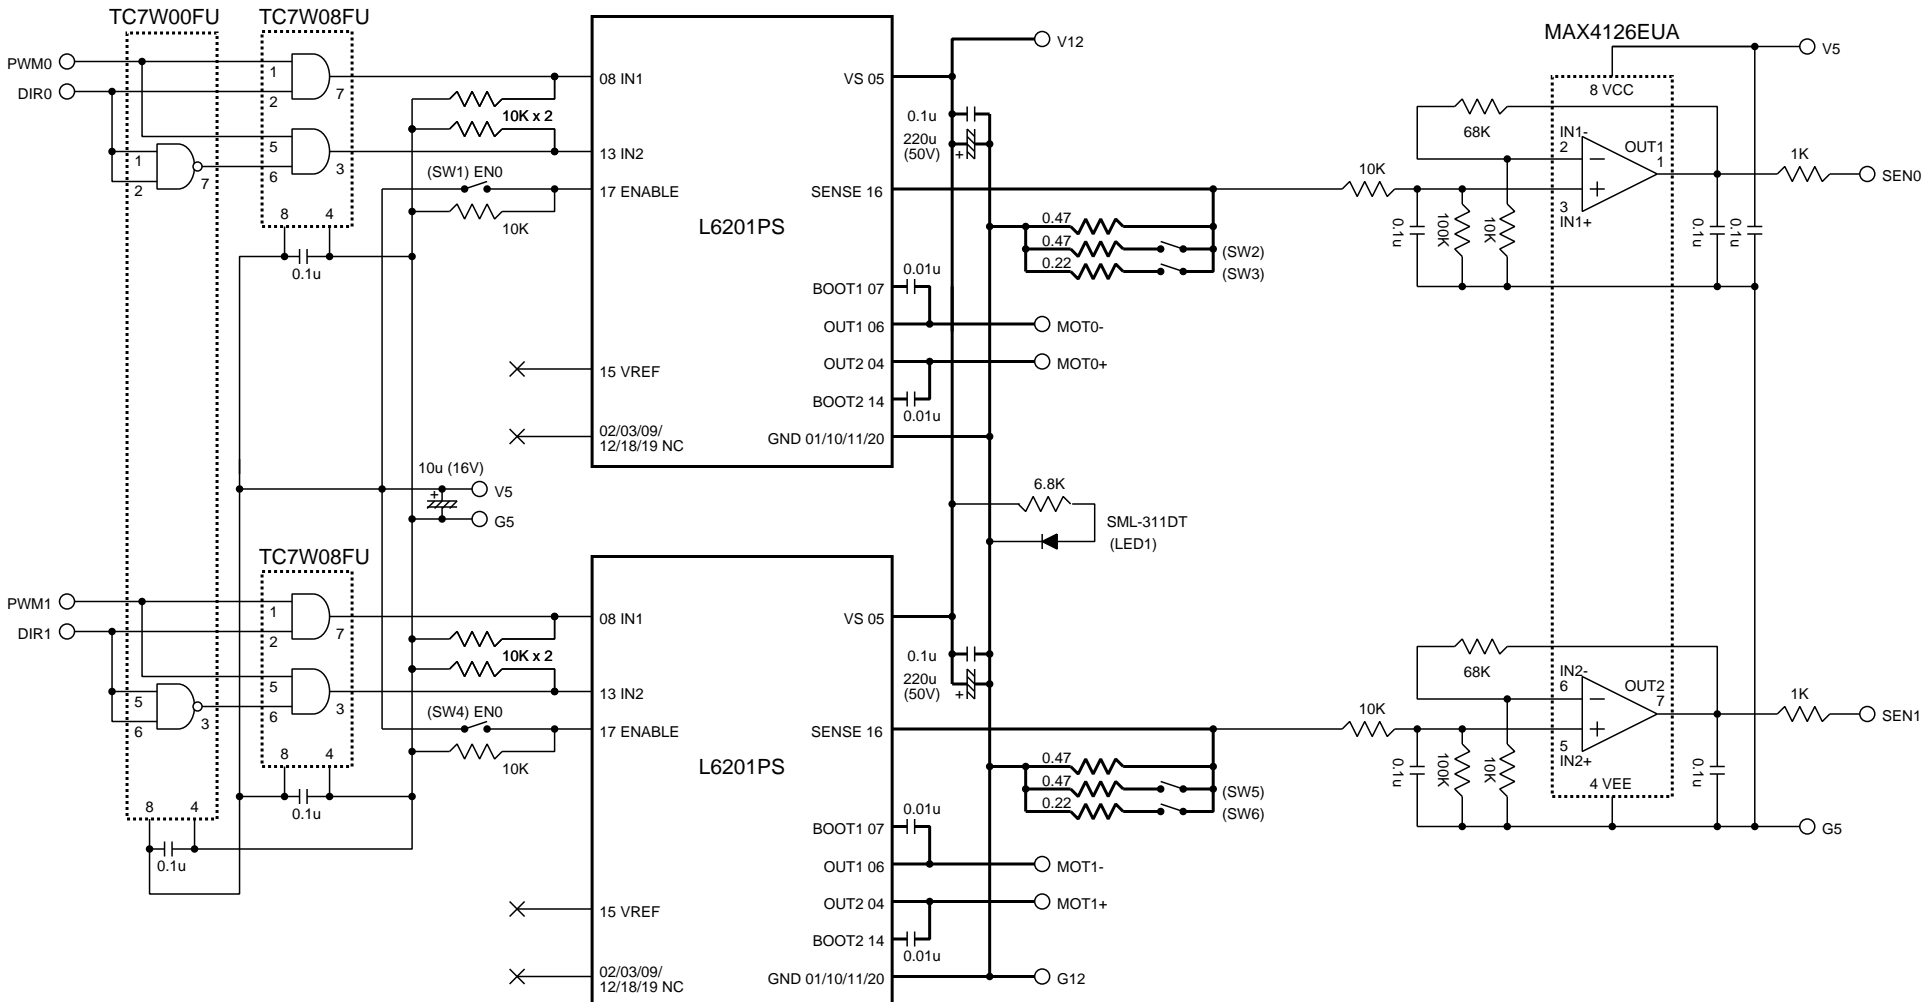 TC7W00FU
TC7W08FU
PWM0
DIR0
1
2
7
5
6
3
1
2
7
8
4
0.1u
10K x 2
(SW1) EN0
10K
08 IN1
13 IN2
17 ENABLE
L6201PS
15 VREF
02/03/09/
12/18/19 NC
VS 05
SENSE 16
BOOT1 07
OUT1 06
OUT2 04
BOOT2 14
GND 01/10/11/20
V12
0.1u
220u
(50V)
+
0.47
0.47
0.22
(SW2)
(SW3)
0.01u
MOT0-
MOT0+
0.01u
10u (16V)
+
V5
G5
6.8K
SML-311DT
(LED1)
MAX4126EUA
V5
8 VCC
68K
IN1-
2
OUT1
1
3
IN1+
10K
0.1u
100K
10K
0.1u
0.1u
1K
SEN0
TC7W08FU
PWM1
DIR1
1
2
7
5
6
3
5
6
3
8
4
0.1u
8
4
0.1u
10K x 2
(SW4) EN0
10K
08 IN1
13 IN2
17 ENABLE
L6201PS
15 VREF
02/03/09/
12/18/19 NC
VS 05
SENSE 16
BOOT1 07
OUT1 06
OUT2 04
BOOT2 14
GND 01/10/11/20
0.1u
220u
(50V)
+
0.47
0.47
0.22
(SW5)
(SW6)
0.01u
MOT1-
MOT1+
0.01u
G12
68K
IN2-
6
OUT2
7
5
IN2+
10K
0.1u
100K
10K
0.1u
1K
SEN1
4 VEE
G5